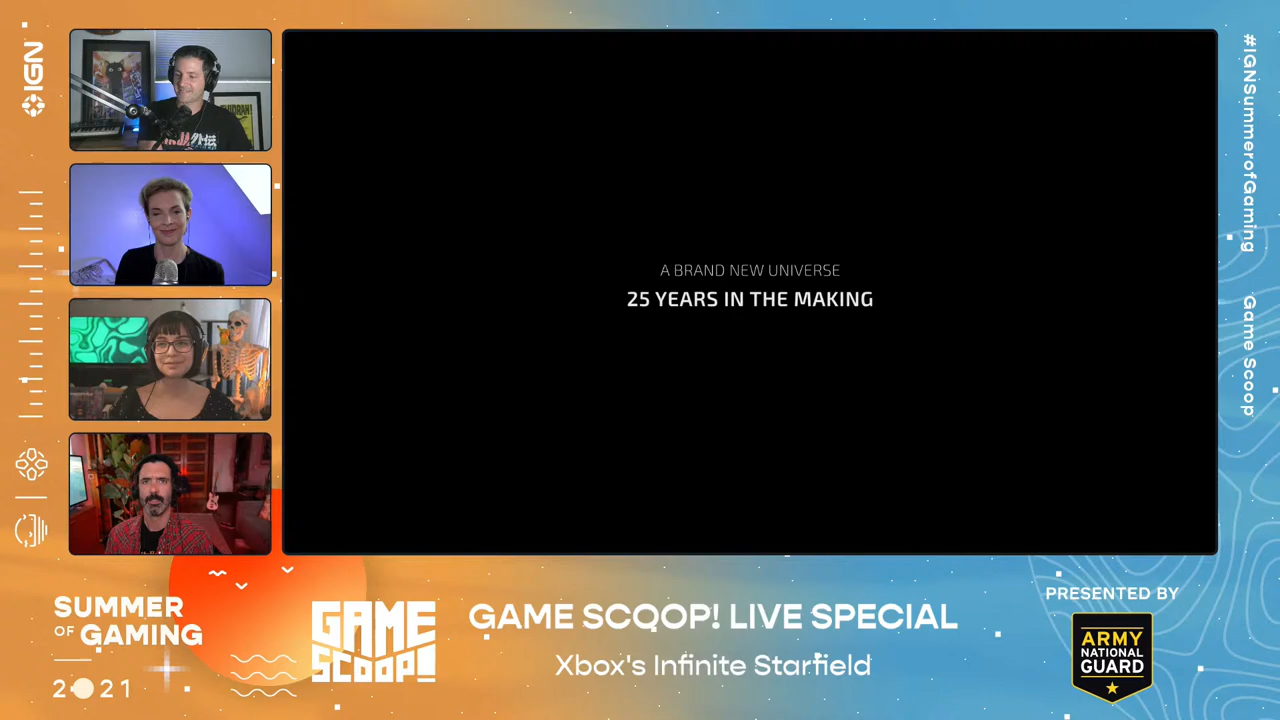 IGN
A BRAND NEW UNIVERSE
25 YEARS IN THE MAKING
#IGNSummerofGaming
Game Scoop
SUMMER
OF GAMING
2021
GAME
SCOOP!
GAME SCOOP! LIVE SPECIAL
Xbox's Infinite Starfield
PRESENTED BY
ARMY
NATIONAL
GUARD